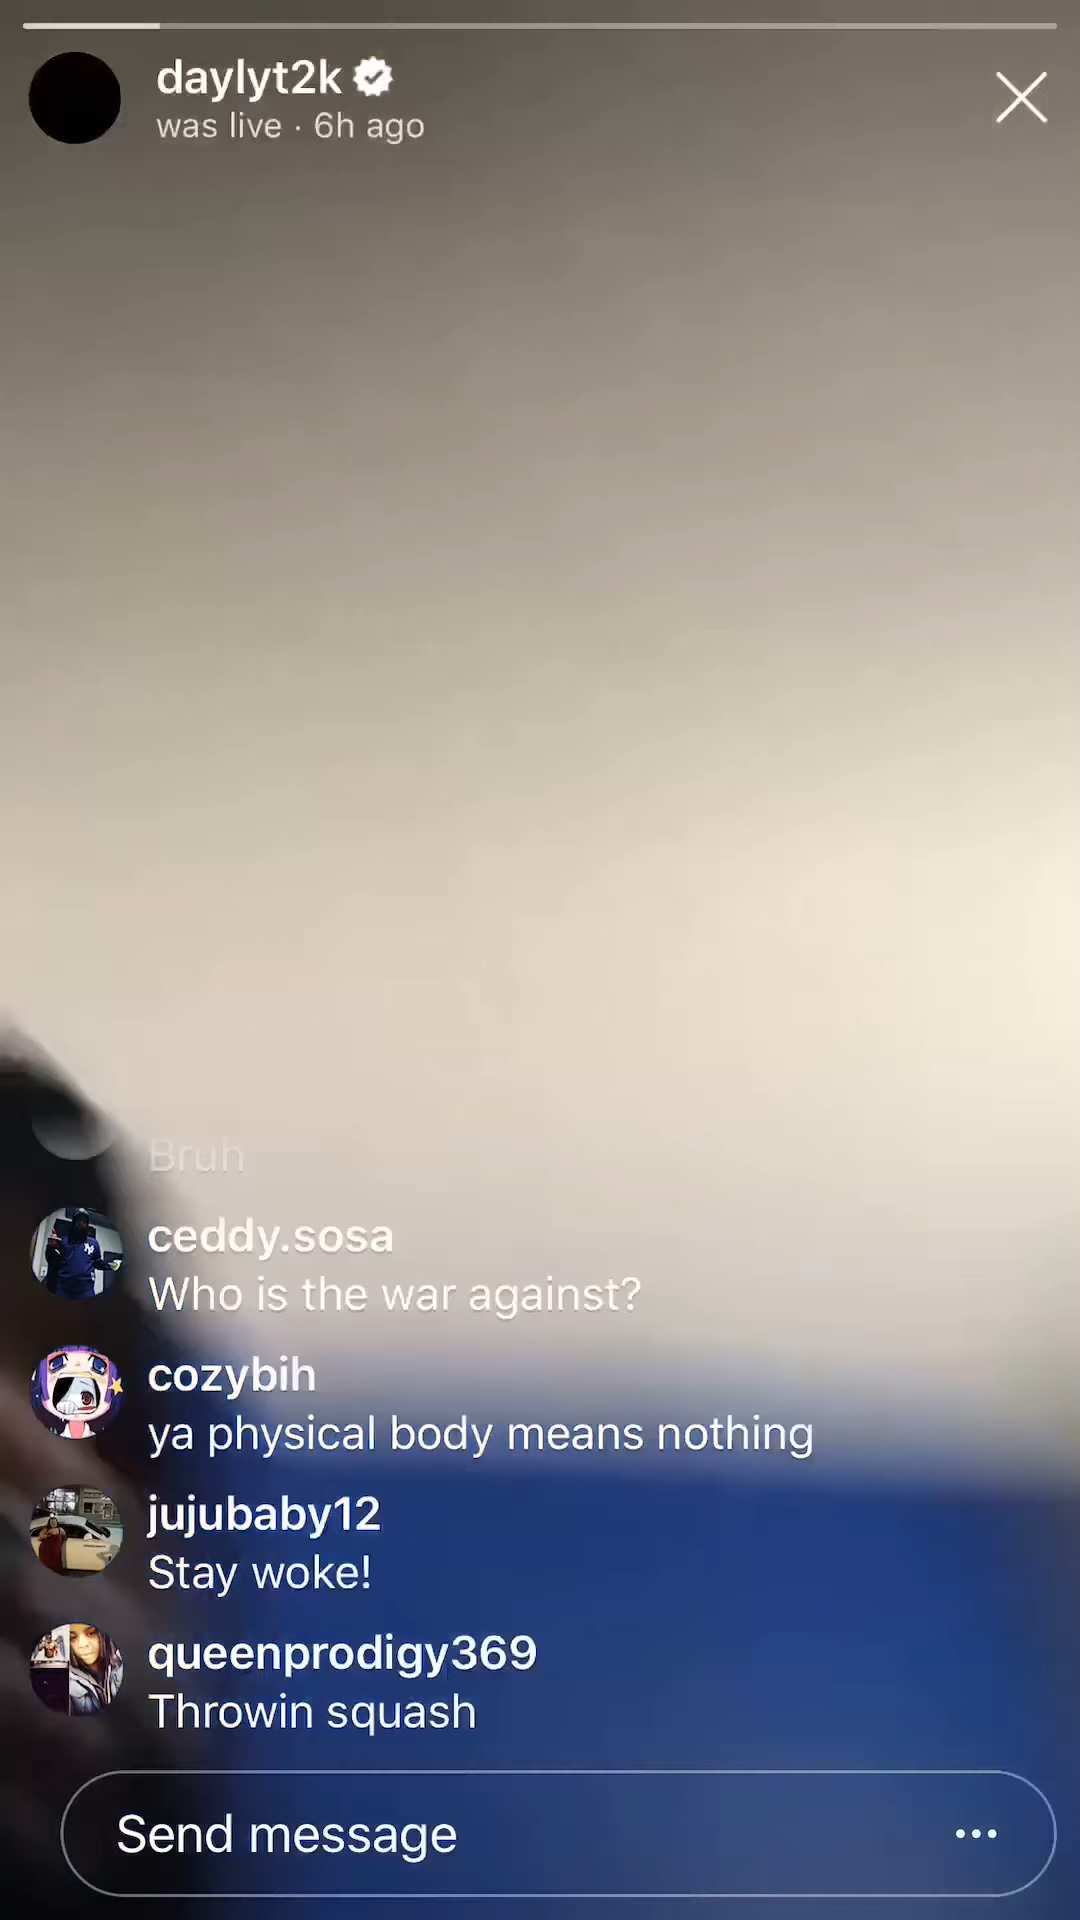 daylyt2k
was live · 6h ago
Bruh
ceddy.sosa
Who is the war against?
cozybih
ya physical body means nothing
jujubaby12
Stay woke!
queenprodigy369
Throwin squash
Send message